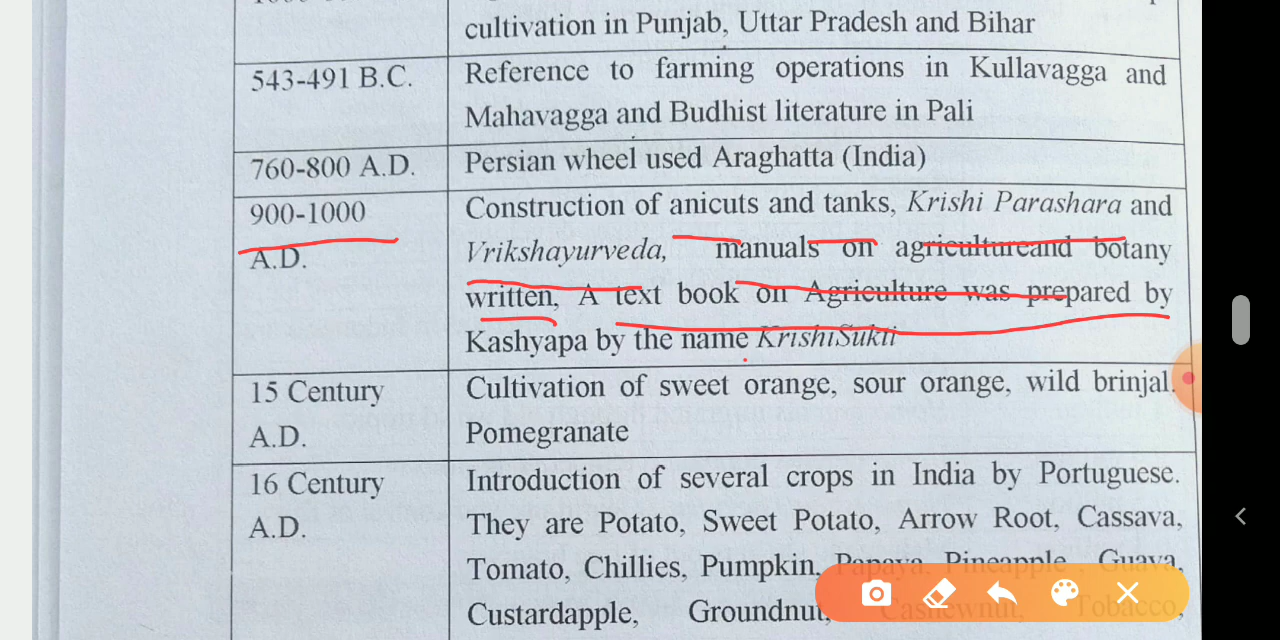 cultivation in Punjab, Uttar Pradesh and Bihar
543-491 B.C. Reference to farming operations in Kullavagga and
Mahavagga and Budhist literature in Pali
760-800 A.D. Persian wheel used Araghatta (India)
900-1000 Construction of anicuts and tanks, Krishi Parashara and
A.D. Vrikshayurveda, manuals on agricultureand botany
written, A text book on Agriculture was prepared by
Kashyapa by the name KrishiSukti
15 Century Cultivation of sweet orange, sour orange, wild brinjal.
A.D. Pomegranate
16 Century Introduction of several crops in India by Portuguese.
A.D. They are Potato, Sweet Potato, Arrow Root, Cassava,
Tomato, Chillies, Pumpkin, Papaya, Pineapple , Guava,
Custardapple, Groundnut, Cashewnut, Tobacco,